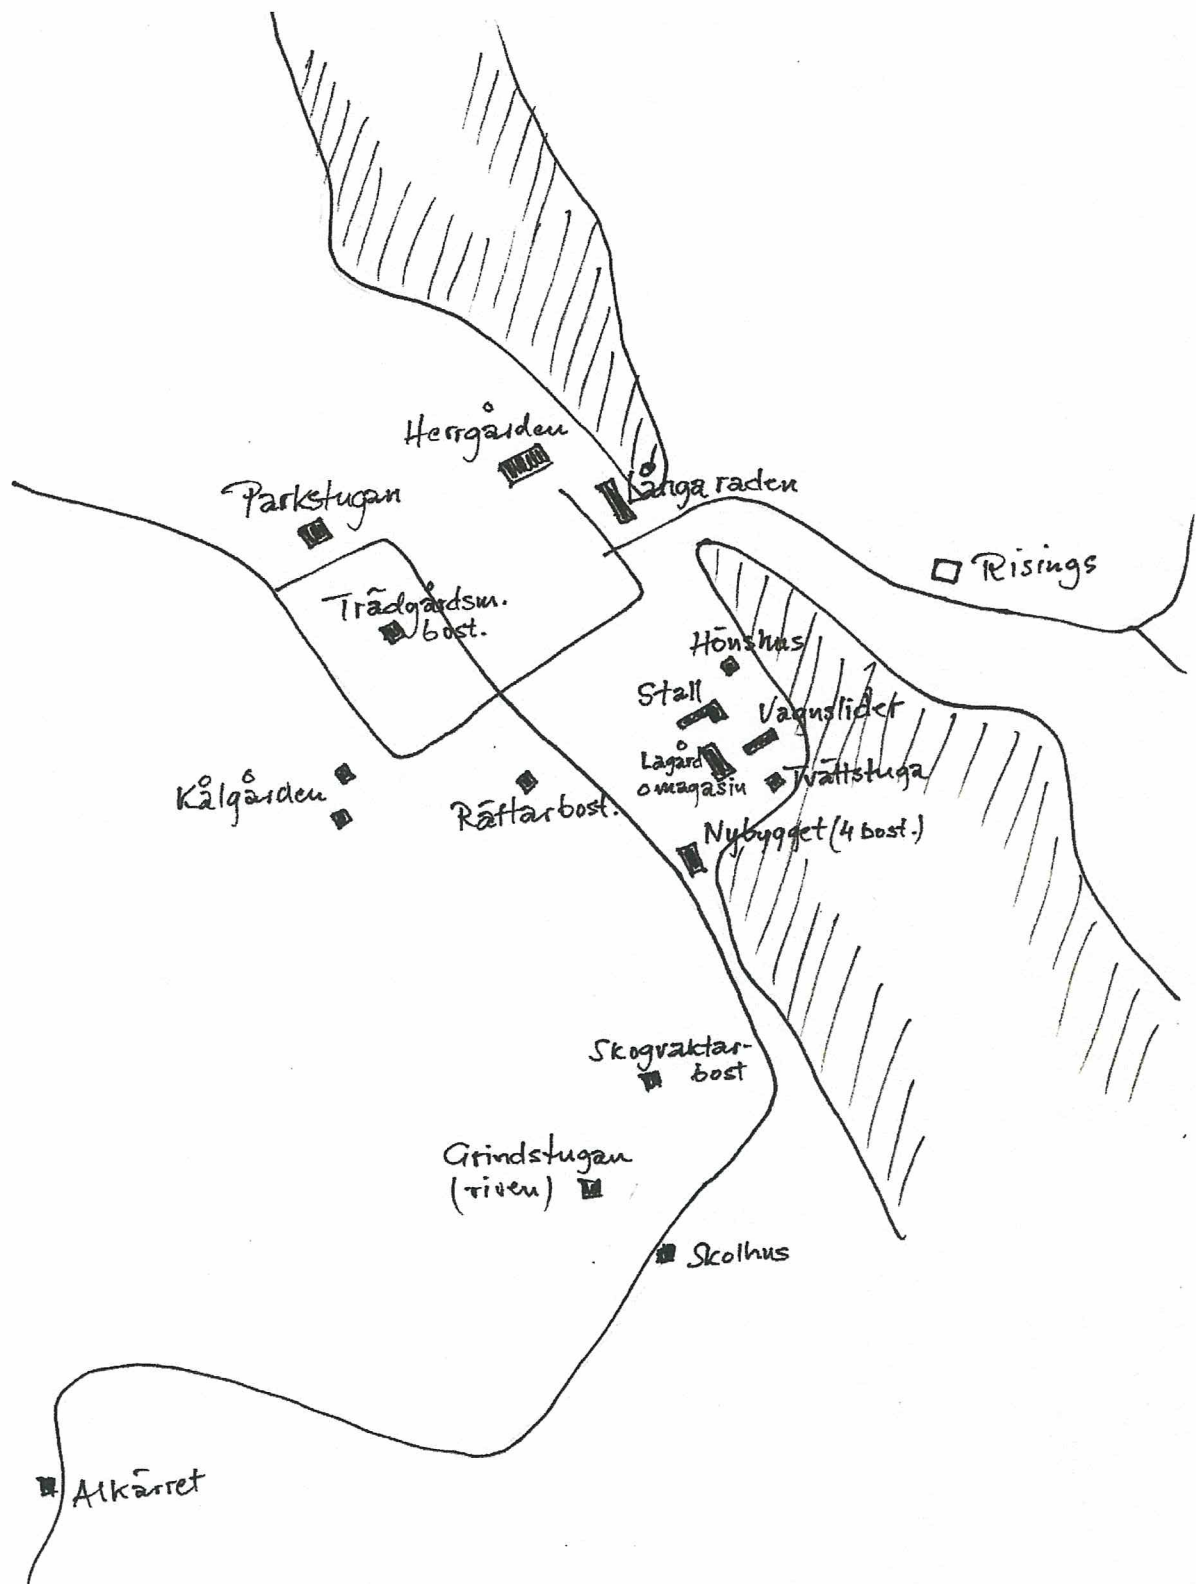 Herrgården
Långa raden
Parkstugan
Risings
Trädgårdsm.
bost.
Hönshus
Stall
Vagnslidet
Lagård
o magasin
Tvättstuga
Kålgården
Rättarbost.
Nybygget (4 bost.)
Skogvaktar-
bost
Grindstugan
(riven)
Skolhus
Alkärret